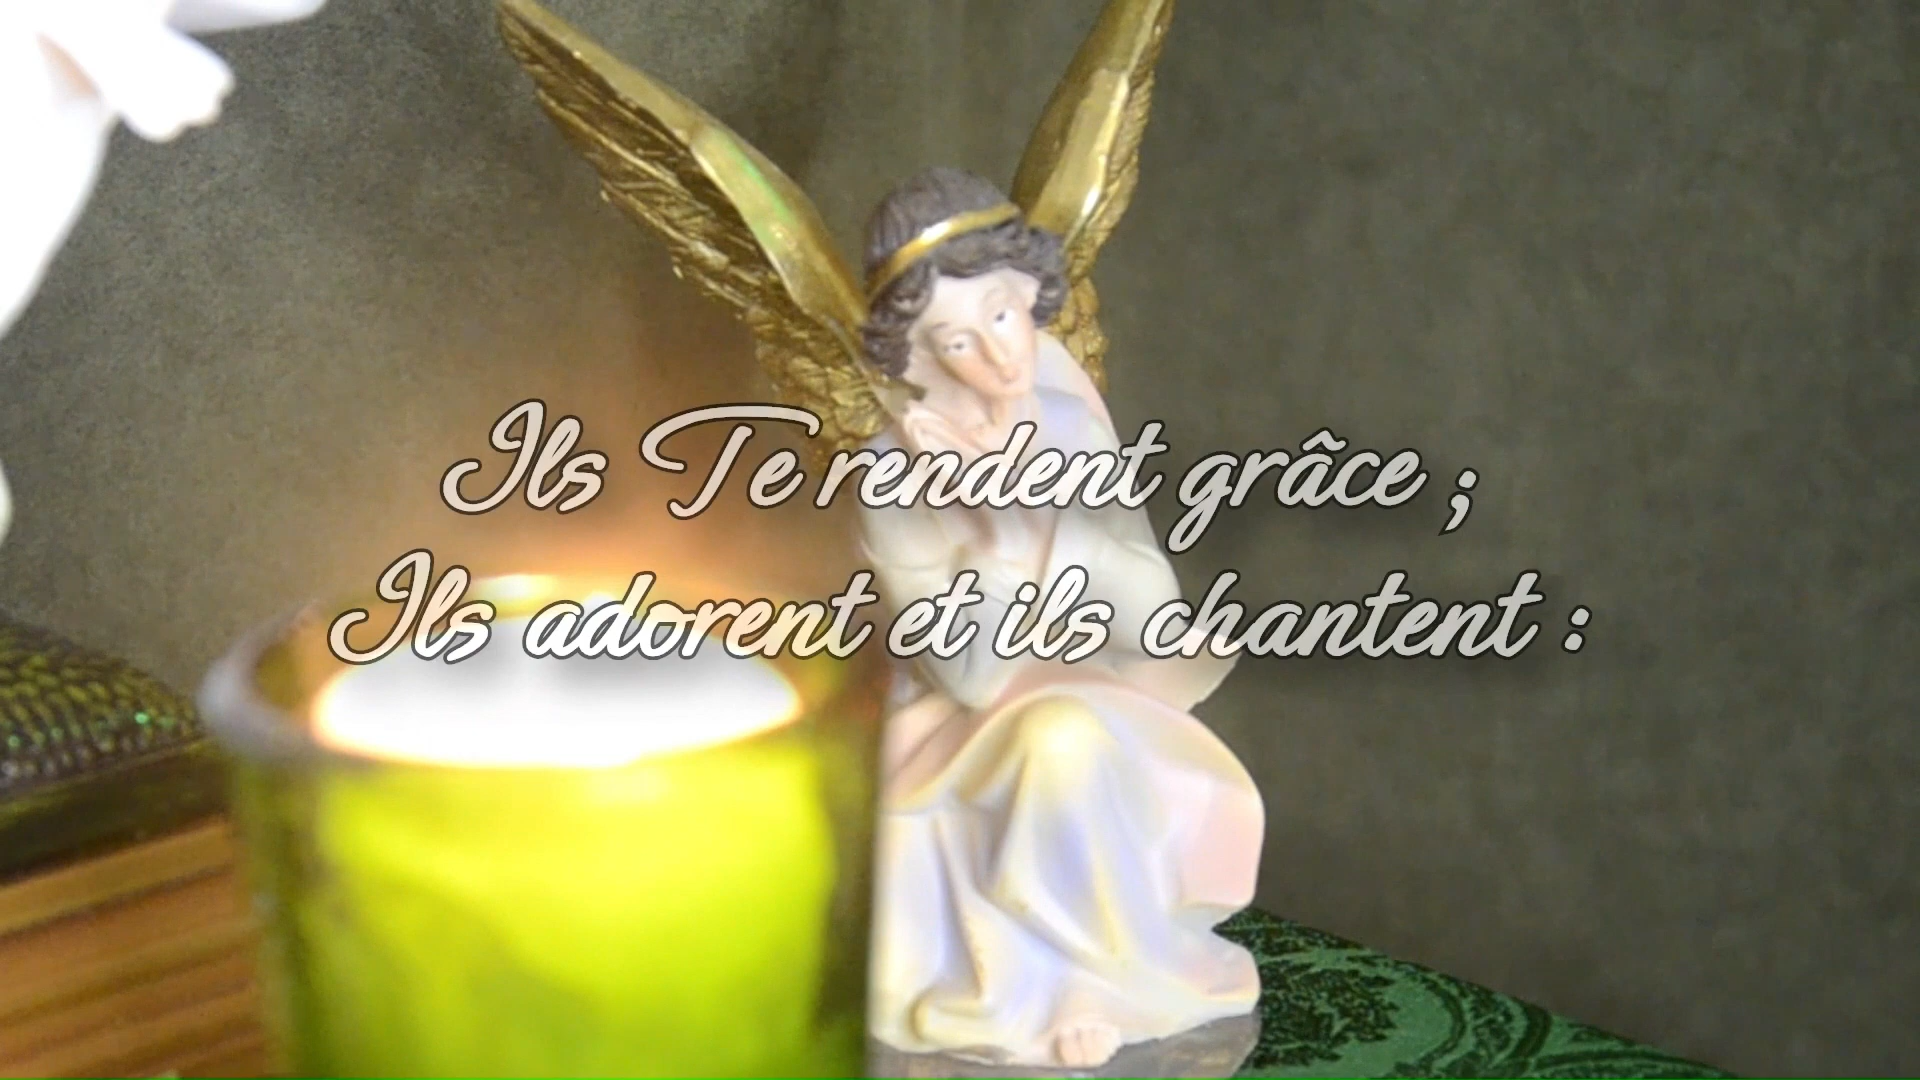 Ils Te rendent grâce ;
Ils adorent et ils chantent :